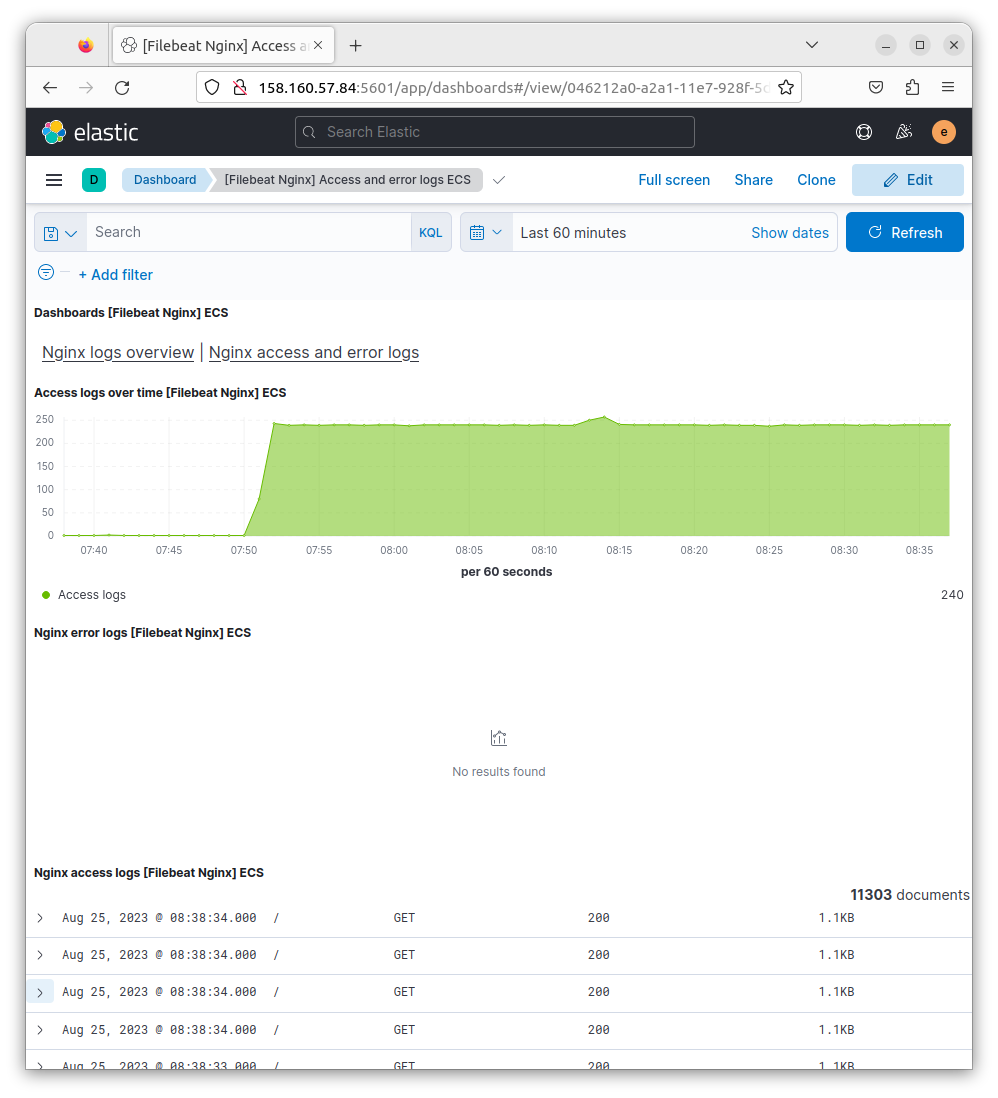 [Filebeat Nginx] Access a
158.160.57.84:5601/app/dashboards#/view/046212a0-a2a1-11e7-928f-5d
elastic
Search Elastic
e
D
Dashboard
[Filebeat Nginx] Access and error logs ECS
Full screen
Share
Clone
Edit
Search
KQL
Last 60 minutes
Show dates
Refresh
+ Add filter
Dashboards [Filebeat Nginx] ECS
Nginx logs overview | Nginx access and error logs
Access logs over time [Filebeat Nginx] ECS
250
200
150
100
50
0
07:40 07:45 07:50 07:55 08:00 08:05 08:10 08:15 08:20 08:25 08:30 08:35
per 60 seconds
Access logs 240
Nginx error logs [Filebeat Nginx] ECS
No results found
Nginx access logs [Filebeat Nginx] ECS
11303 documents
Aug 25, 2023 @ 08:38:34.000 / GET 200 1.1KB
Aug 25, 2023 @ 08:38:34.000 / GET 200 1.1KB
Aug 25, 2023 @ 08:38:34.000 / GET 200 1.1KB
Aug 25, 2023 @ 08:38:34.000 / GET 200 1.1KB
Aug 25, 2023 @ 08:38:33.000 / GET 200 1.1KB